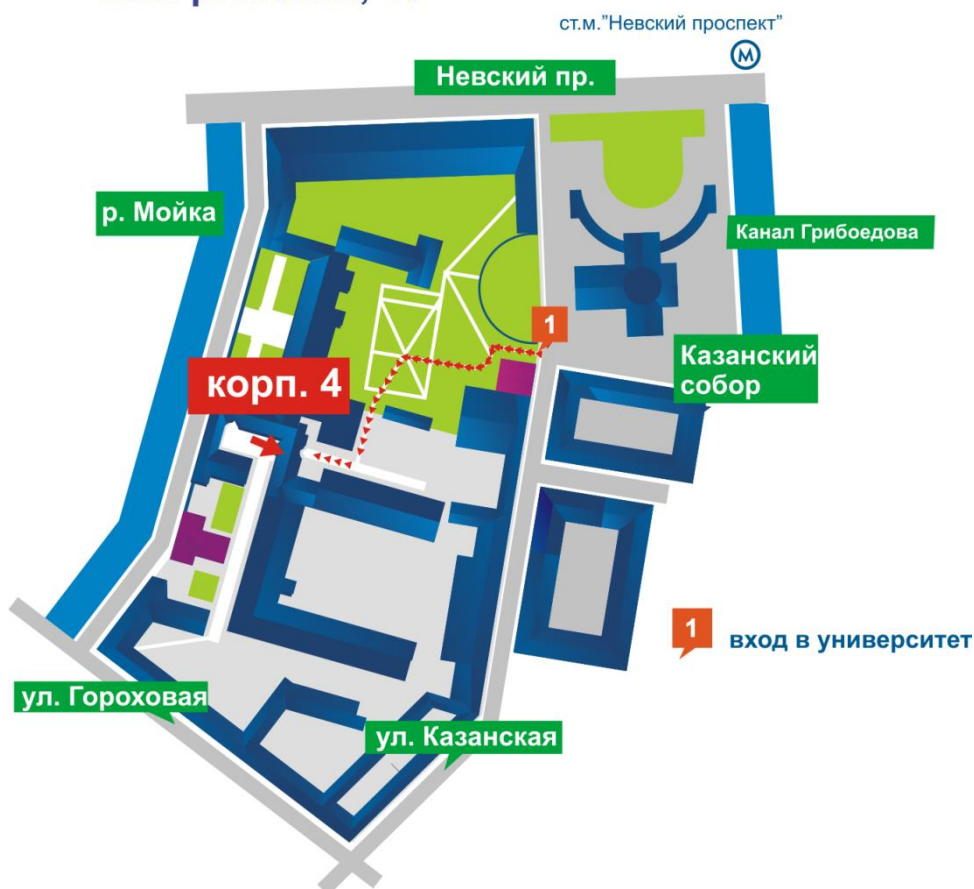 ст.м."Невский проспект"
М
Невский пр.
р. Мойка
Канал Грибоедова
1
Казанский
собор
корп. 4
1
вход в университет
ул. Гороховая
ул. Казанская